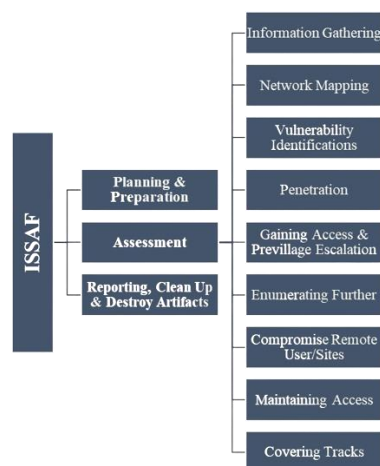 ISSAF
Planning &
Preparation
Assessment
Reporting, Clean Up
& Destroy Artifacts
Information Gathering
Network Mapping
Vulnerability
Identifications
Penetration
Gaining Access &
Previllage Escalation
Enumerating Further
Compromise Remote
User/Sites
Maintaining Access
Covering Tracks